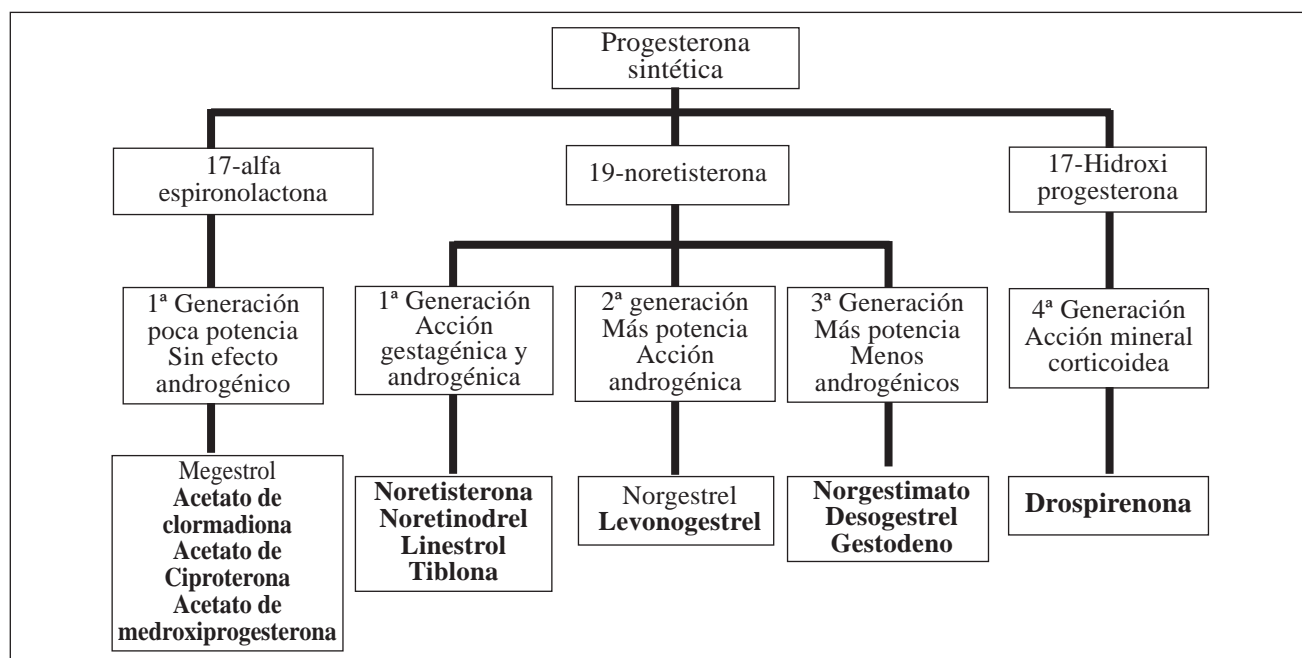 Progesterona
sintética
17-alfa
espironolactona
19-noretisterona
17-Hidroxi
progesterona
1ª Generación
poca potencia
Sin efecto
androgénico
1ª Generación
Acción
gestagénica y
androgénica
2ª generación
Más potencia
Acción
androgénica
3ª Generación
Más potencia
Menos
androgénicos
4ª Generación
Acción mineral
corticoidea
Megestrol
Acetato de
clormadiona
Acetato de
Ciproterona
Acetato de
medroxiprogesterona
Noretisterona
Noretinodrel
Linestrol
Tiblona
Norgestrel
Levonogestrel
Norgestimato
Desogestrel
Gestodeno
Drospirenona